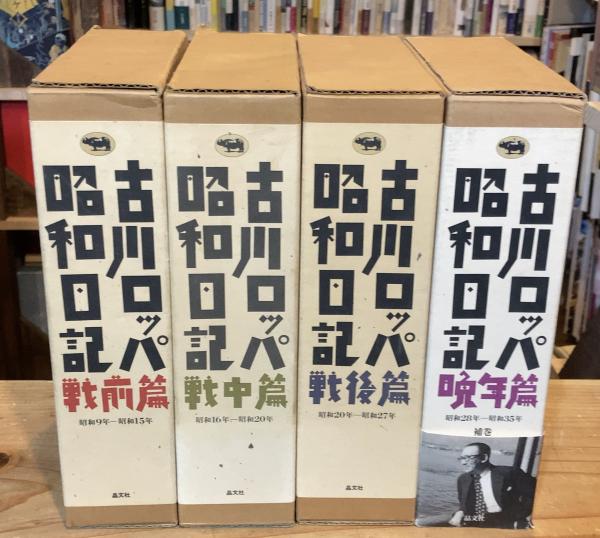 古川ロッパ
昭和日記
戦前篇
昭和9年―昭和15年
晶文社
古川ロッパ
昭和日記
戦中篇
昭和16年―昭和20年
晶文社
古川ロッパ
昭和日記
戦後篇
昭和20年―昭和27年
晶文社
古川ロッパ
昭和日記
晩年篇
昭和28年―昭和35年
補巻
晶文社